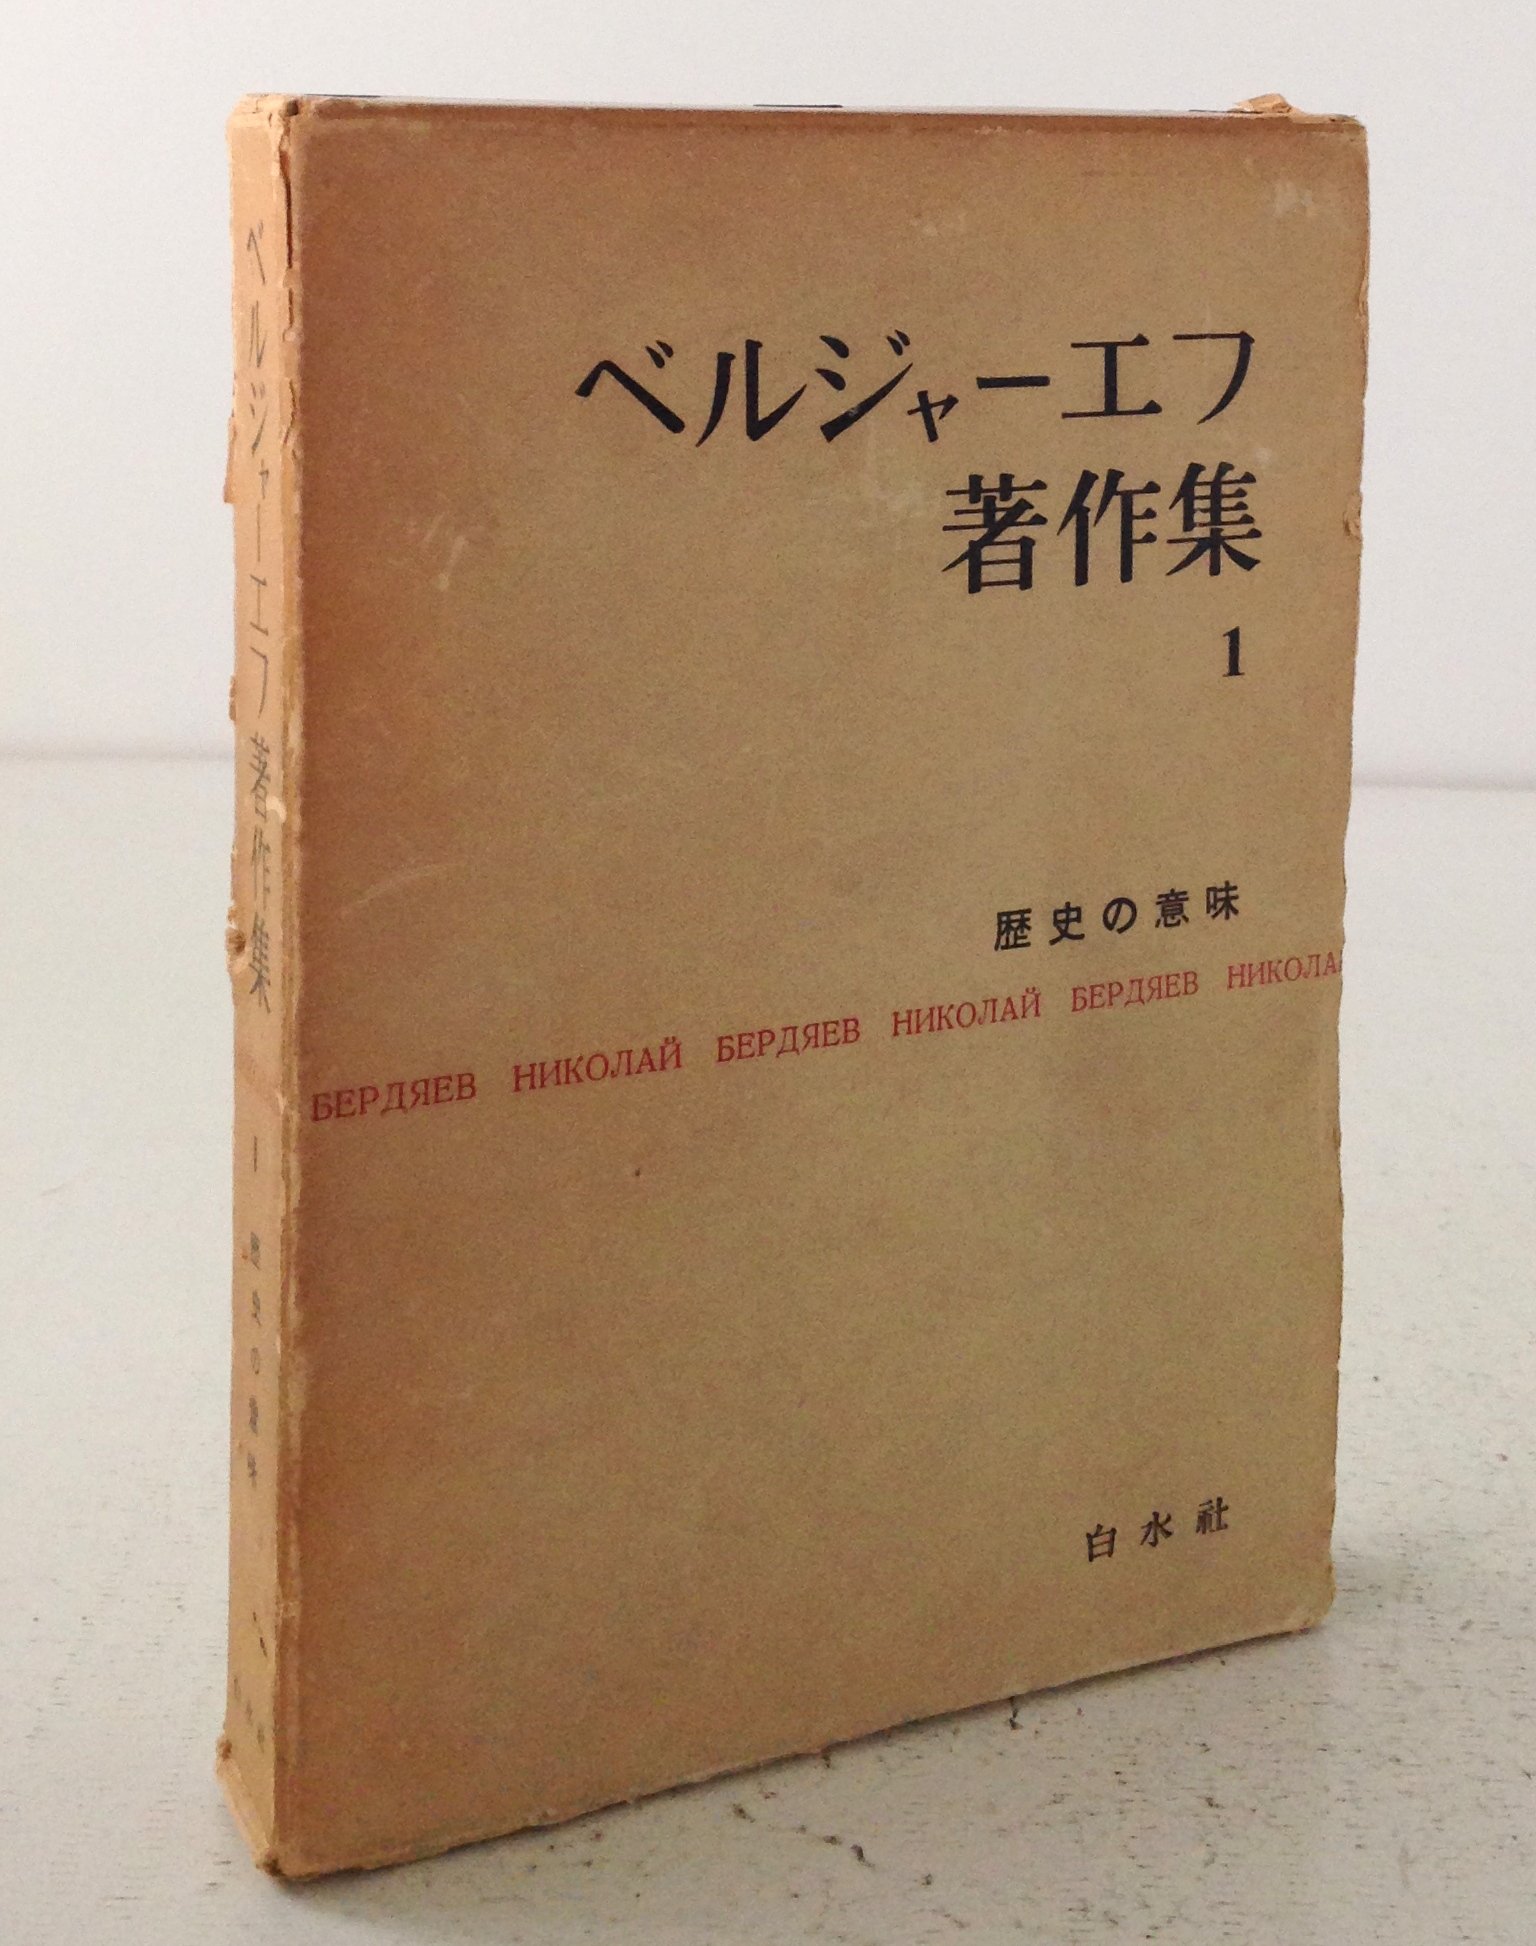 ベルジャーエフ
著作集
1
歴史の意味
БЕРДЯЕВ НИКОЛАЙ БЕРДЯЕВ НИКОЛАЙ БЕРДЯЕВ НИКОЛА
白水社
ベルジャーエフ著作集 1 歴史の意味